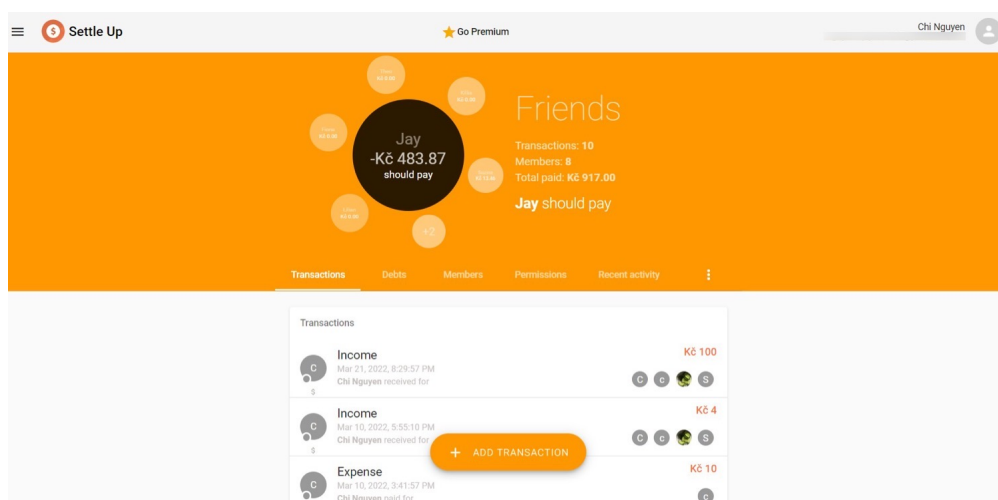 Settle Up
Go Premium
Chi Nguyen
Jay
-Kč 483.87
should pay
+2
Friends
Transactions: 10
Members: 8
Total paid: Kč 917.00
Jay should pay
Transactions
Debts
Members
Permissions
Recent activity
Transactions
Income
Kč 100
Mar 21, 2022, 8:29:57 PM
Chi Nguyen received for
C
C
c
S
$
Income
Kč 4
Mar 10, 2022, 5:55:10 PM
Chi Nguyen received for
C
C
c
S
$
+ ADD TRANSACTION
Expense
Kč 10
Mar 10, 2022, 3:41:57 PM
Chi Nguyen paid for
C
c